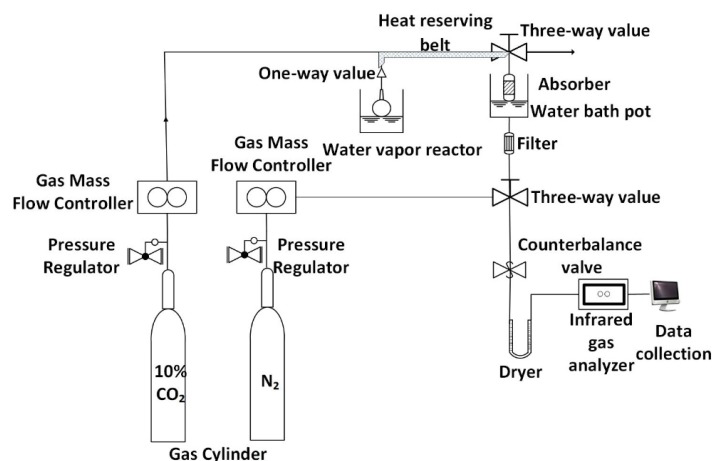 Heat reserving
belt
Three-way value
One-way value
Absorber
Water bath pot
Water vapor reactor
Filter
Gas Mass
Flow Controller
Gas Mass
Flow Controller
Three-way value
Pressure
Regulator
Pressure
Regulator
Counterbalance
valve
Infrared
gas
analyzer
Data
collection
Dryer
10%
CO₂
N₂
Gas Cylinder